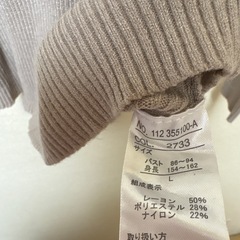 No. 112 355100-A
COL. 2733
サイズ
バスト 86～94
身長 154～162
L
組成表示
レーヨン 50%
ポリエステル 28%
ナイロン 22%
取り扱い方